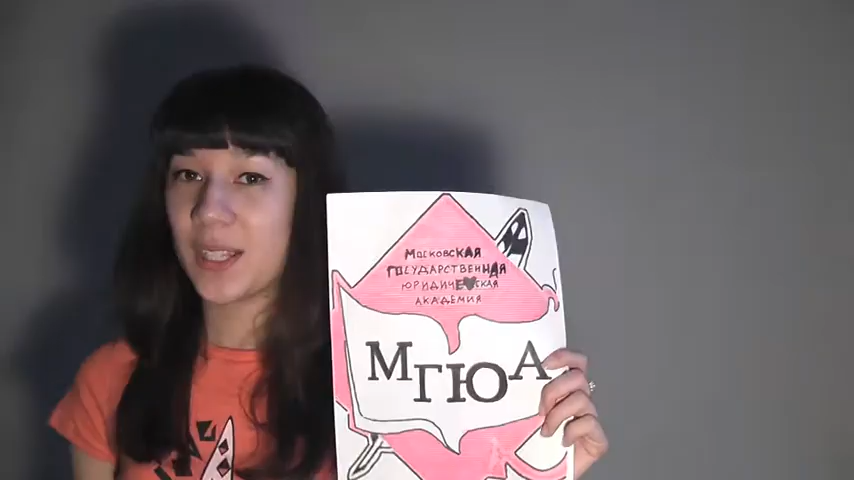 Московская
государственная
юридическая
академия
МГЮА